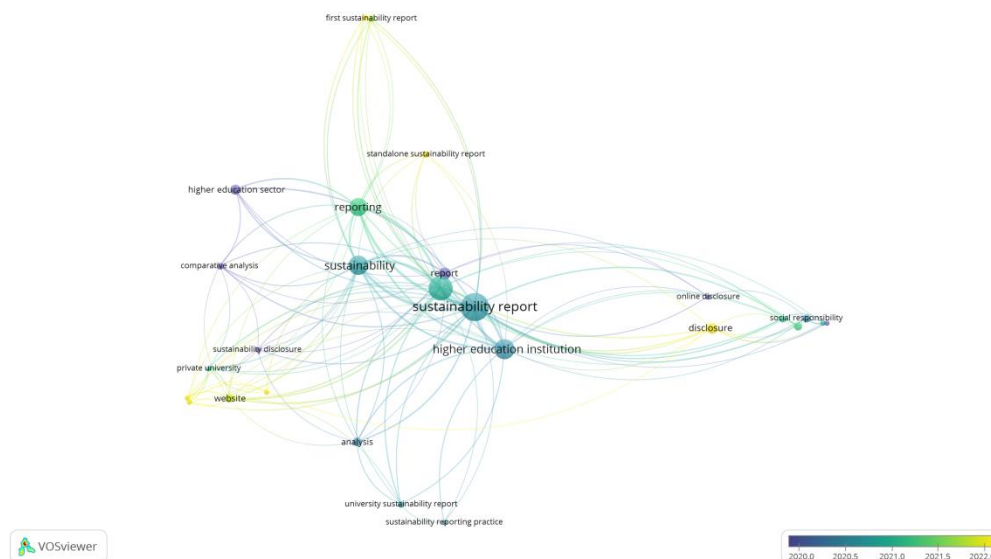 first sustainability report
standalone sustainability report
higher education sector
reporting
comparative analysis
sustainability
report
sustainability report
online disclosure
social responsibility
disclosure
sustainability disclosure
higher education institution
private university
website
analysis
university sustainability report
sustainability reporting practice
VOSviewer
2020.0 2020.5 2021.0 2021.5